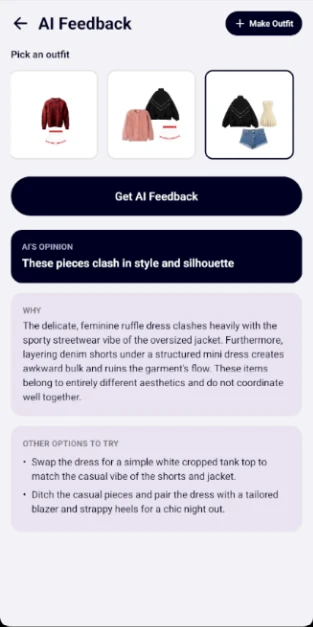 AI Feedback
+ Make Outfit
Pick an outfit
Get AI Feedback
AI'S OPINION
These pieces clash in style and silhouette
WHY
The delicate, feminine ruffle dress clashes heavily with the
sporty streetwear vibe of the oversized jacket. Furthermore,
layering denim shorts under a structured mini dress creates
awkward bulk and ruins the garment's flow. These items
belong to entirely different aesthetics and do not coordinate
well together.
OTHER OPTIONS TO TRY
• Swap the dress for a simple white cropped tank top to
match the casual vibe of the shorts and jacket.
• Ditch the casual pieces and pair the dress with a tailored
blazer and strappy heels for a chic night out.